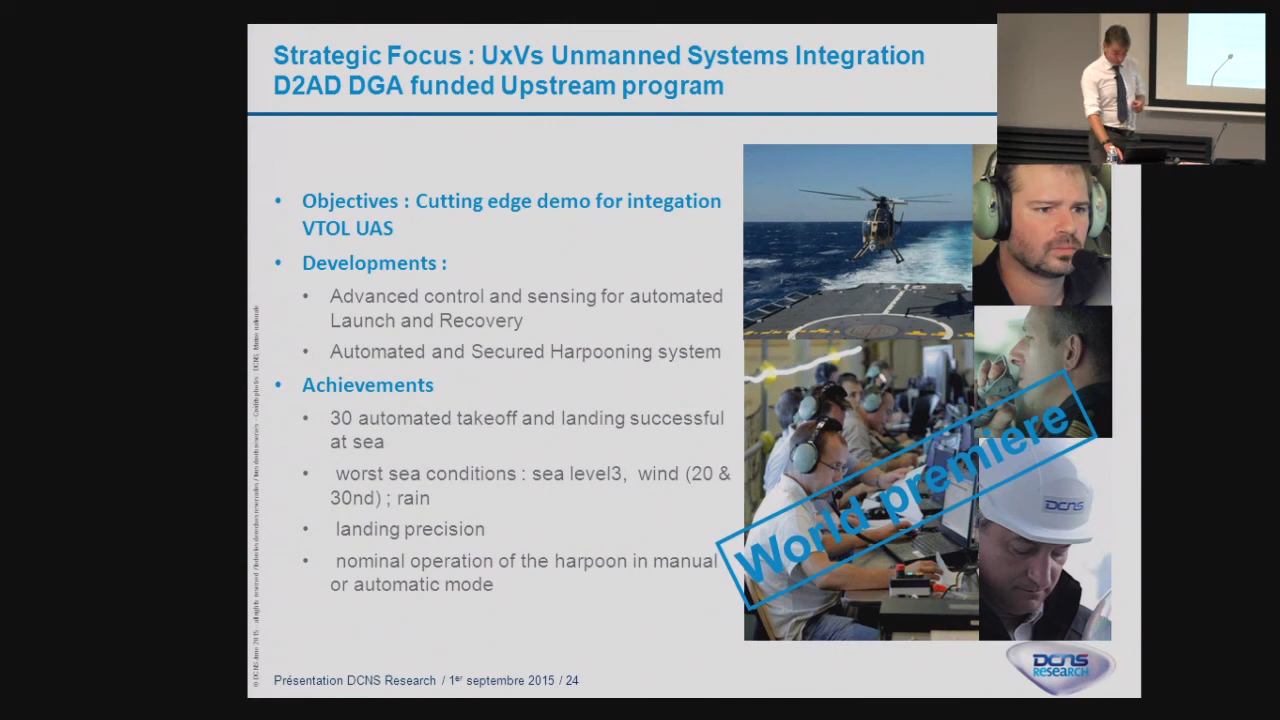 Strategic Focus : UxVs Unmanned Systems Integration
D2AD DGA funded Upstream program
• Objectives : Cutting edge demo for integation
VTOL UAS
• Developments :
• Advanced control and sensing for automated
Launch and Recovery
• Automated and Secured Harpooning system
• Achievements
• 30 automated takeoff and landing successful
at sea
• worst sea conditions : sea level3, wind (20 &
30nd) ; rain
• landing precision
• nominal operation of the harpoon in manual
or automatic mode
World premiere
DCNS
Présentation DCNS Research / 1er septembre 2015 / 24
DCNS
RESEARCH